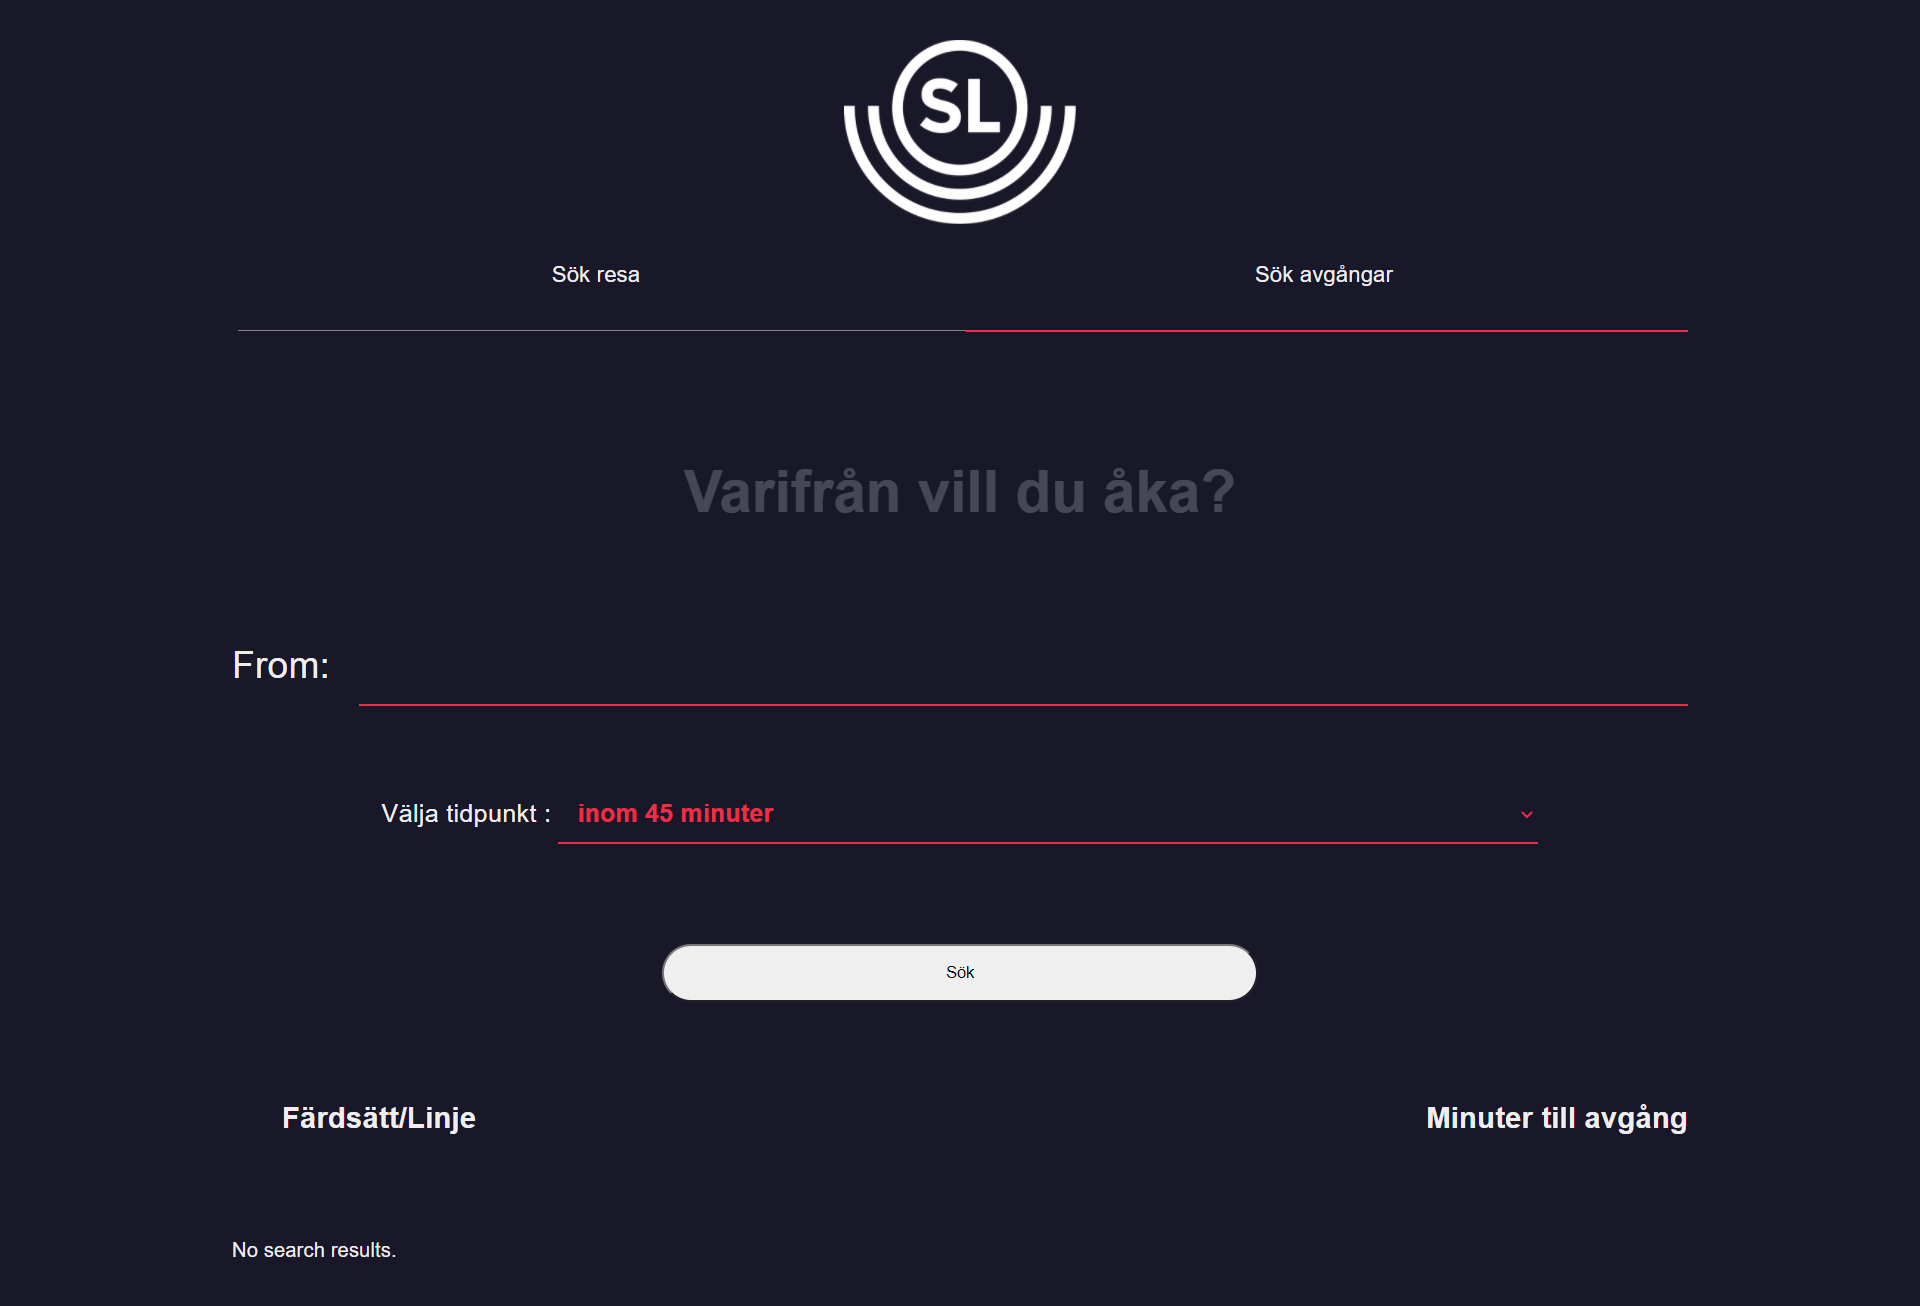 SL
Sök resa
Sök avgångar
Varifrån vill du åka?
From:
Välja tidpunkt : inom 45 minuter
Sök
Färdsätt/Linje
Minuter till avgång
No search results.